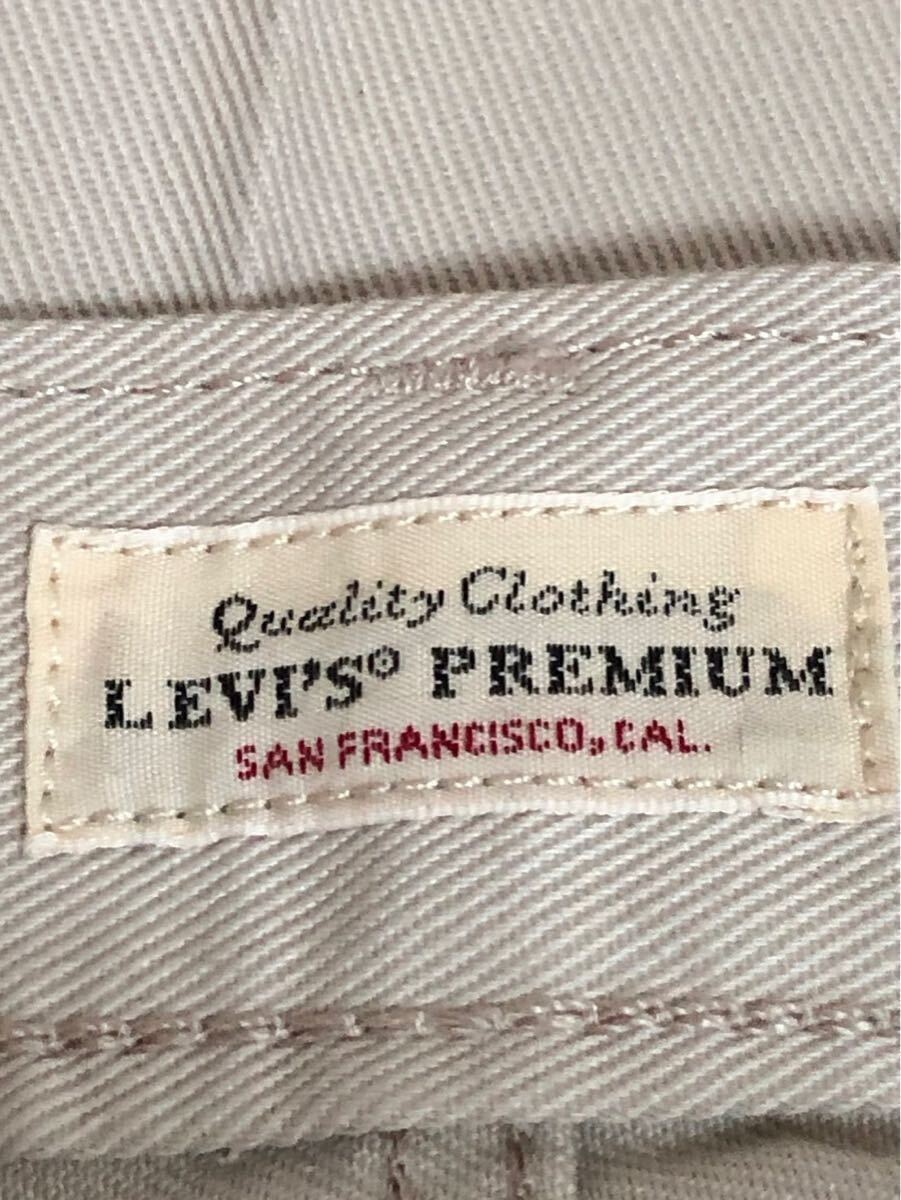 Quality Clothing
LEVI'S® PREMIUM
SAN FRANCISCO, CAL.